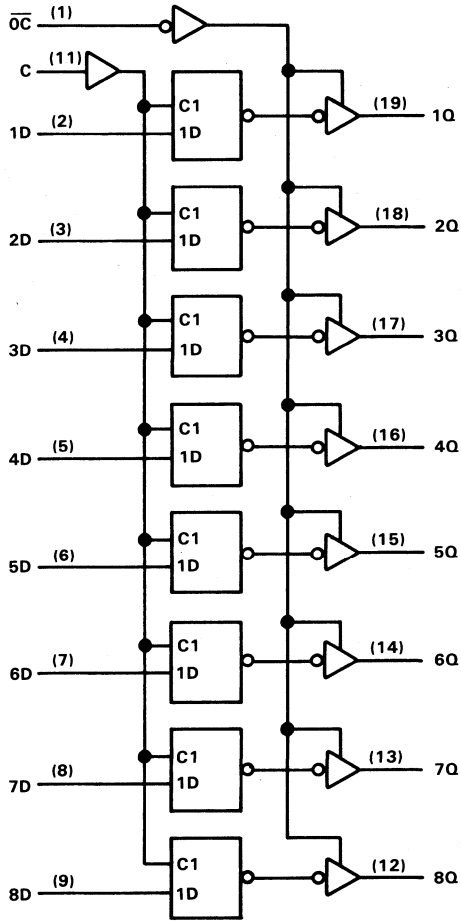 OC (1)
C (11)
C1 (19) 1Q
1D (2) 1D
C1 (18) 2Q
2D (3) 1D
C1 (17) 3Q
3D (4) 1D
C1 (16) 4Q
4D (5) 1D
C1 (15) 5Q
5D (6) 1D
C1 (14) 6Q
6D (7) 1D
C1 (13) 7Q
7D (8) 1D
C1 (12) 8Q
8D (9) 1D